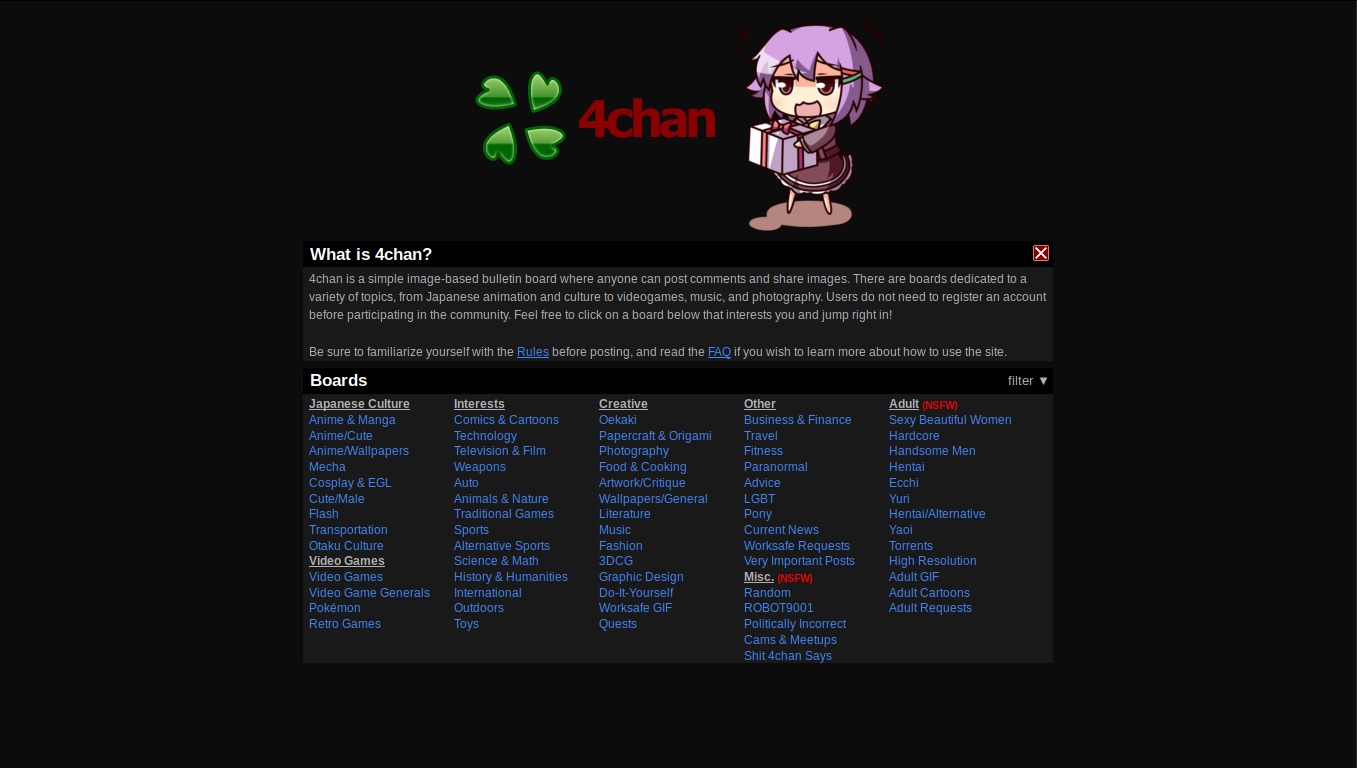 4chan
What is 4chan?
4chan is a simple image-based bulletin board where anyone can post comments and share images. There are boards dedicated to a
variety of topics, from Japanese animation and culture to videogames, music, and photography. Users do not need to register an account
before participating in the community. Feel free to click on a board below that interests you and jump right in!
Be sure to familiarize yourself with the Rules before posting, and read the FAQ if you wish to learn more about how to use the site.
Boards
filter ▼
Japanese Culture
Anime & Manga
Anime/Cute
Anime/Wallpapers
Mecha
Cosplay & EGL
Cute/Male
Flash
Transportation
Otaku Culture
Video Games
Video Games
Video Game Generals
Pokémon
Retro Games
Interests
Comics & Cartoons
Technology
Television & Film
Weapons
Auto
Animals & Nature
Traditional Games
Sports
Alternative Sports
Science & Math
History & Humanities
International
Outdoors
Toys
Creative
Oekaki
Papercraft & Origami
Photography
Food & Cooking
Artwork/Critique
Wallpapers/General
Literature
Music
Fashion
3DCG
Graphic Design
Do-It-Yourself
Worksafe GIF
Quests
Other
Business & Finance
Travel
Fitness
Paranormal
Advice
LGBT
Pony
Current News
Worksafe Requests
Very Important Posts
Misc. (NSFW)
Random
ROBOT9001
Politically Incorrect
Cams & Meetups
Shit 4chan Says
Adult (NSFW)
Sexy Beautiful Women
Hardcore
Handsome Men
Hentai
Ecchi
Yuri
Hentai/Alternative
Yaoi
Torrents
High Resolution
Adult GIF
Adult Cartoons
Adult Requests